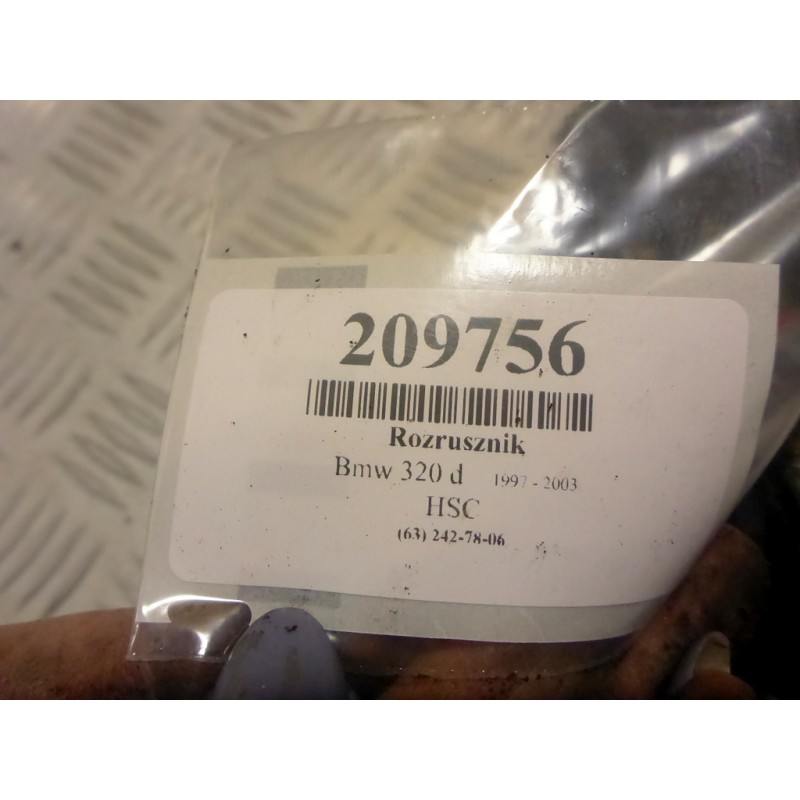 209756
Rozrusznik
Bmw 320 d 1997 - 2003
HSC
(63) 242-78-06